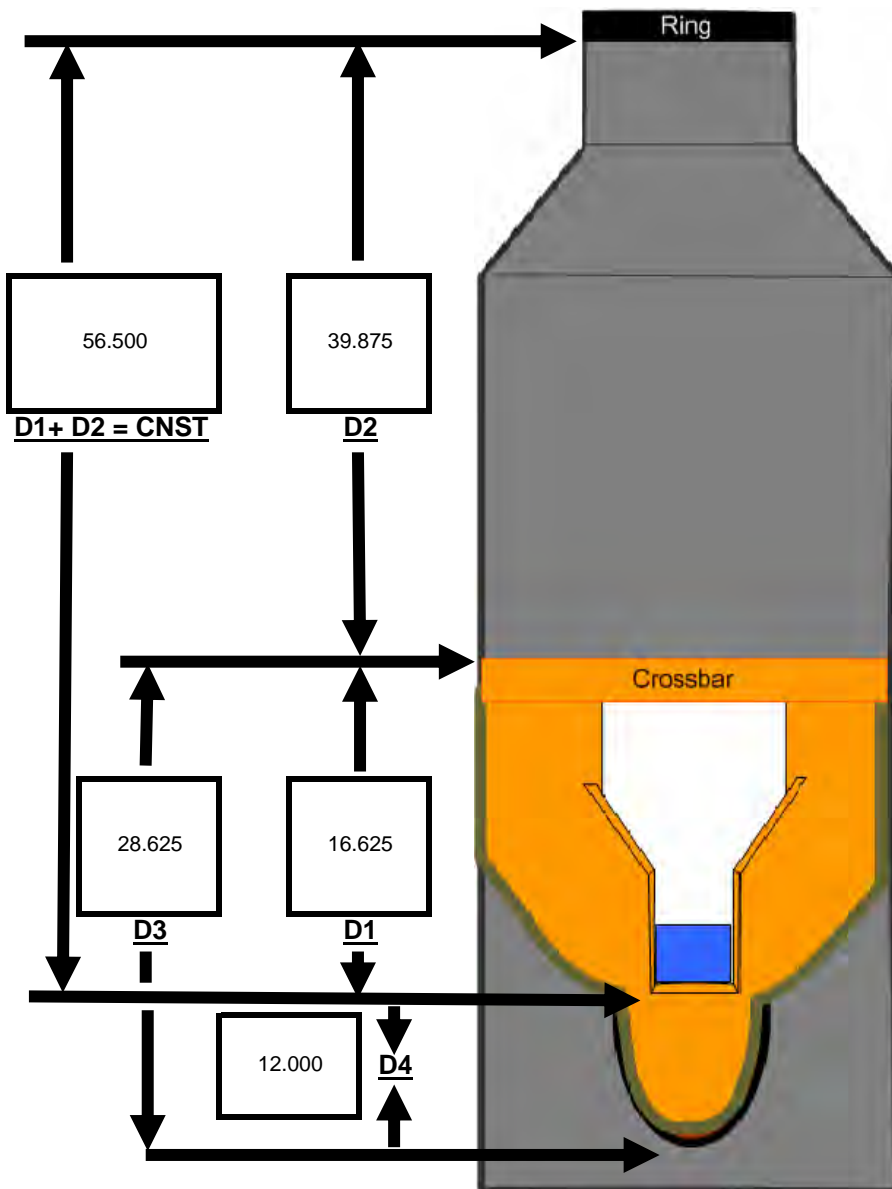 Ring
56.500
39.875
D1+ D2 = CNST
D2
Crossbar
28.625
16.625
D3
D1
12.000
D4